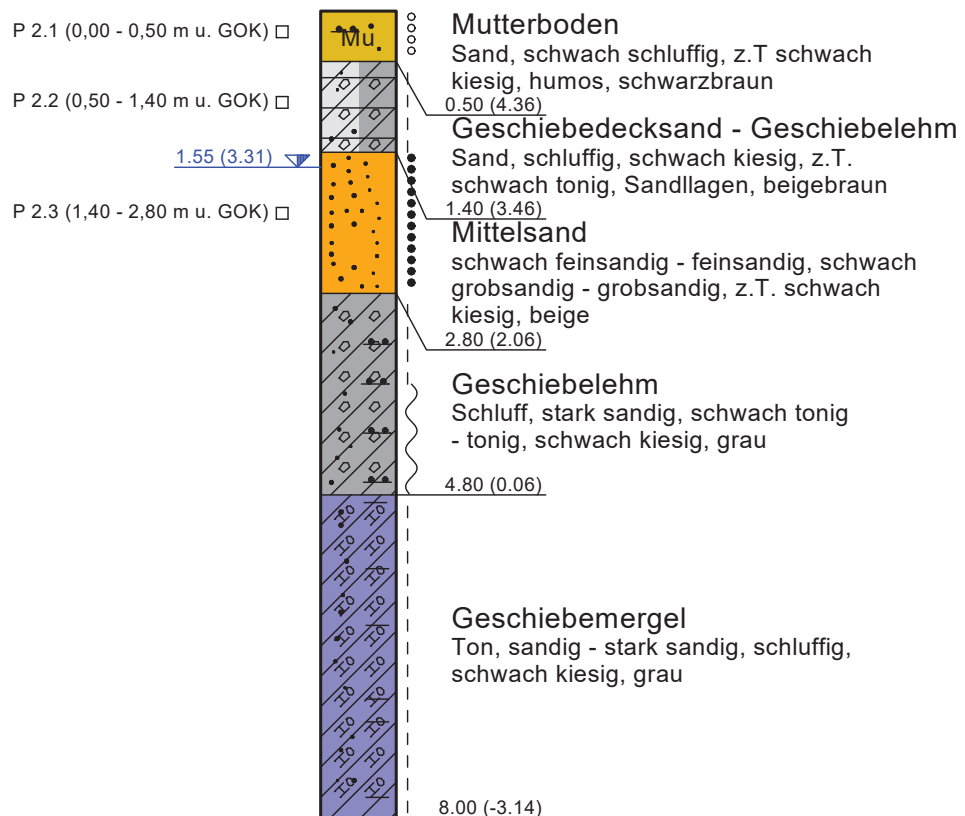 P 2.1 (0,00 - 0,50 m u. GOK)
Mu
Mutterboden
Sand, schwach schluffig, z.T schwach
kiesig, humos, schwarzbraun
0.50 (4.36)
P 2.2 (0,50 - 1,40 m u. GOK)
Geschiebedecksand - Geschiebelehm
Sand, schluffig, schwach kiesig, z.T.
schwach tonig, Sandllagen, beigebraun
1.40 (3.46)
1.55 (3.31)
P 2.3 (1,40 - 2,80 m u. GOK)
Mittelsand
schwach feinsandig - feinsandig, schwach
grobsandig - grobsandig, z.T. schwach
kiesig, beige
2.80 (2.06)
Geschiebelehm
Schluff, stark sandig, schwach tonig
- tonig, schwach kiesig, grau
4.80 (0.06)
Geschiebemergel
Ton, sandig - stark sandig, schluffig,
schwach kiesig, grau
8.00 (-3.14)